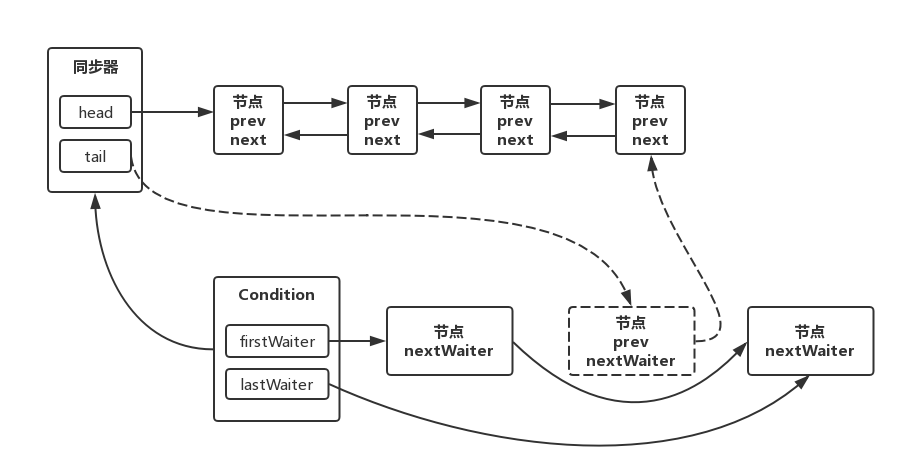 同步器
head
tail
节点
prev
next
节点
prev
next
节点
prev
next
节点
prev
next
Condition
firstWaiter
lastWaiter
节点
nextWaiter
节点
prev
nextWaiter
节点
nextWaiter